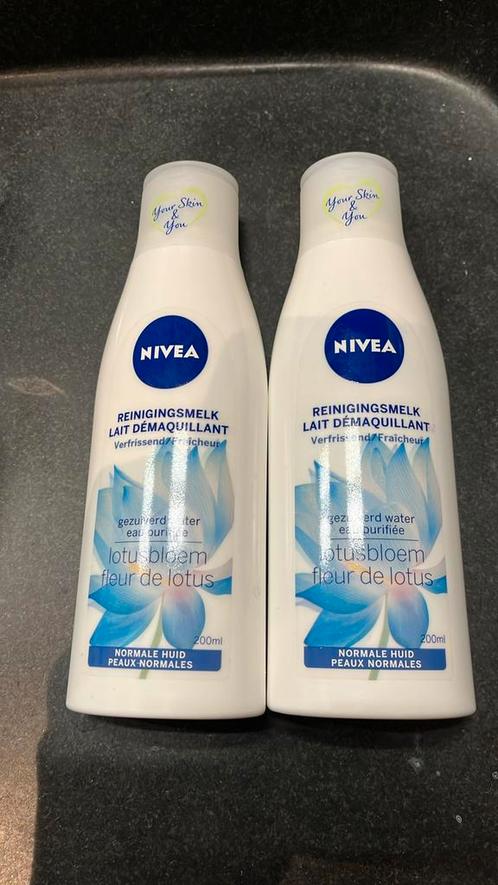 Your Skin
&
You
NIVEA
REINIGINGSMELK
LAIT DÉMAQUILLANT
Verfrissend/Fraîcheur
gezuiverd water
eau purifiée
lotusbloem
fleur de lotus
200ml
NORMALE HUID
PEAUX NORMALES
Your Skin
&
You
NIVEA
REINIGINGSMELK
LAIT DÉMAQUILLANT
Verfrissend/Fraîcheur
gezuiverd water
eau purifiée
lotusbloem
fleur de lotus
200ml
NORMALE HUID
PEAUX NORMALES